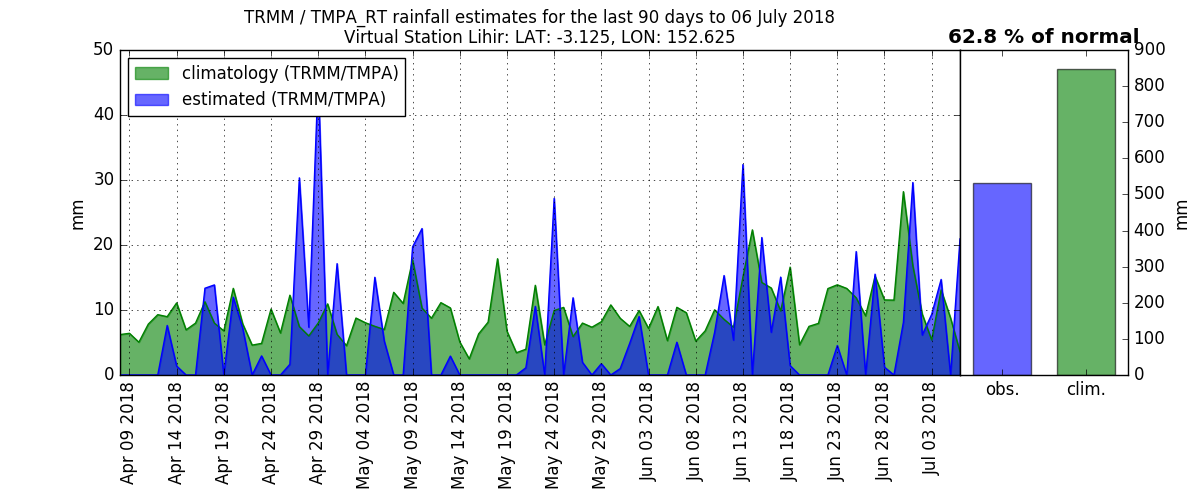 TRMM / TMPA_RT rainfall estimates for the last 90 days to 06 July 2018
Virtual Station Lihir: LAT: -3.125, LON: 152.625
62.8 % of normal
climatology (TRMM/TMPA)
estimated (TRMM/TMPA)
50
40
30
20
10
0
mm
Apr 09 2018
Apr 14 2018
Apr 19 2018
Apr 24 2018
Apr 29 2018
May 04 2018
May 09 2018
May 14 2018
May 19 2018
May 24 2018
May 29 2018
Jun 03 2018
Jun 08 2018
Jun 13 2018
Jun 18 2018
Jun 23 2018
Jun 28 2018
Jul 03 2018
obs.
clim.
900
800
700
600
500
400
300
200
100
0
mm